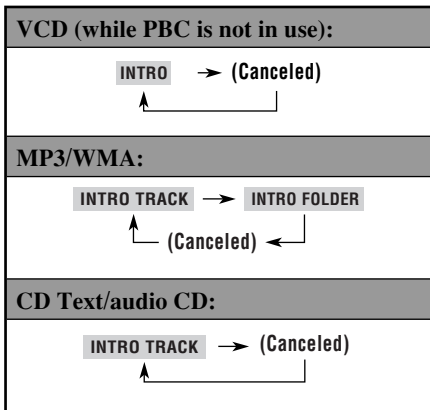 VCD (while PBC is not in use):
INTRO → (Canceled)
MP3/WMA:
INTRO TRACK → INTRO FOLDER
(Canceled)
CD Text/audio CD:
INTRO TRACK → (Canceled)